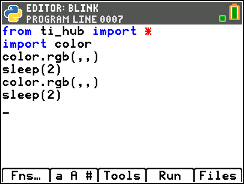 EDITOR: BLINK
PROGRAM LINE 0007
from ti_hub import *
import color
color.rgb(,,)
sleep(2)
color.rgb(,,)
sleep(2)
_
Fns… a A # Tools Run Files